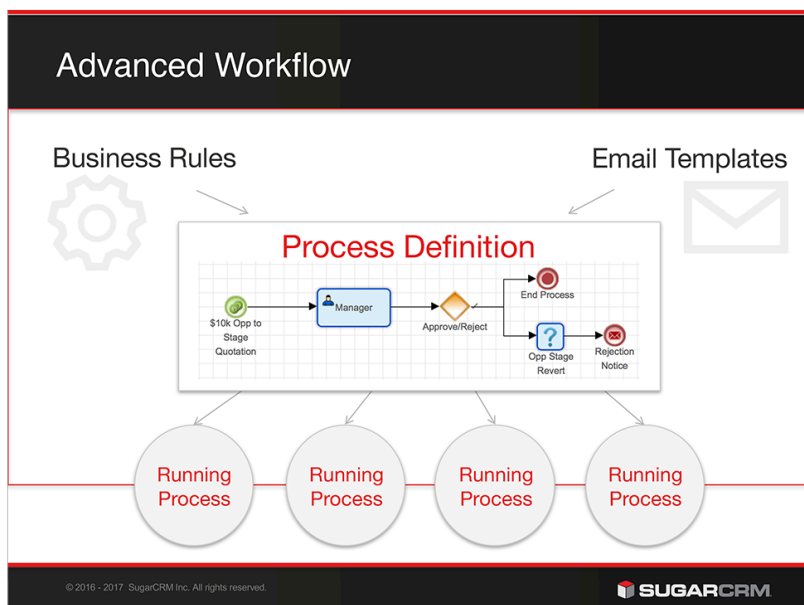 Advanced Workflow
Business Rules
Email Templates
Process Definition
$10k Opp to
Stage
Quotation
Manager
Approve/Reject
End Process
Opp Stage
Revert
Rejection
Notice
Running
Process
Running
Process
Running
Process
Running
Process
© 2016 - 2017 SugarCRM Inc. All rights reserved.
SUGARCRM